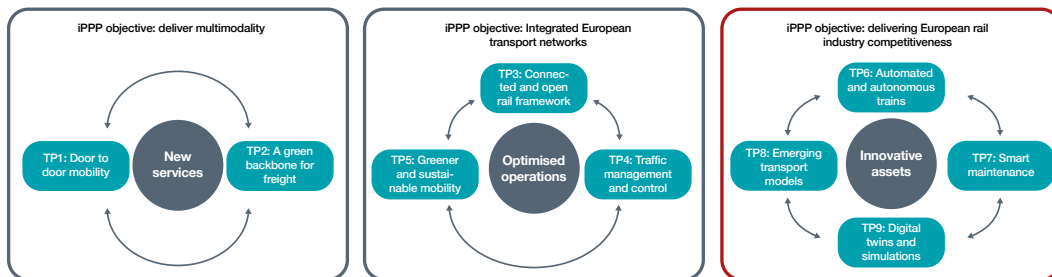 iPPP objective: deliver multimodality
TP1: Door to
door mobility
New
services
TP2: A green
backbone for
freight
iPPP objective: Integrated European
transport networks
TP3: Connec-
ted and open
rail framework
TP5: Greener
and sustai-
nable mobility
Optimised
operations
TP4: Traffic
management
and control
iPPP objective: delivering European rail
industry competitiveness
TP6: Automated
and autonomous
trains
TP8: Emerging
transport
models
Innovative
assets
TP7: Smart
maintenance
TP9: Digital
twins and
simulations